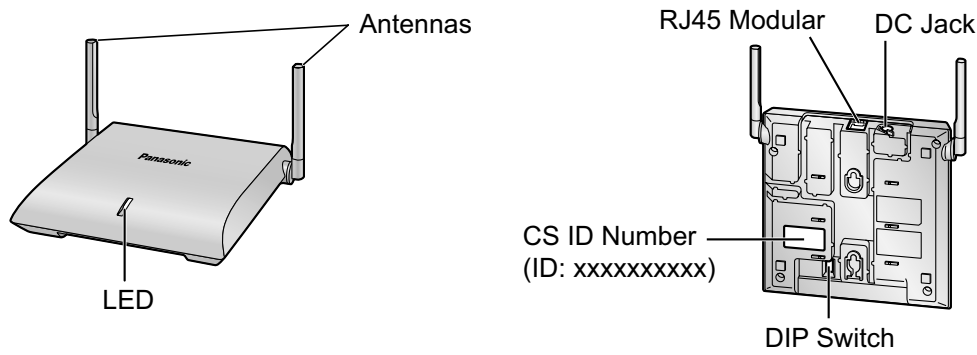 Antennas
Panasonic
LED
RJ45 Modular
DC Jack
CS ID Number
(ID: xxxxxxxxxx)
DIP Switch